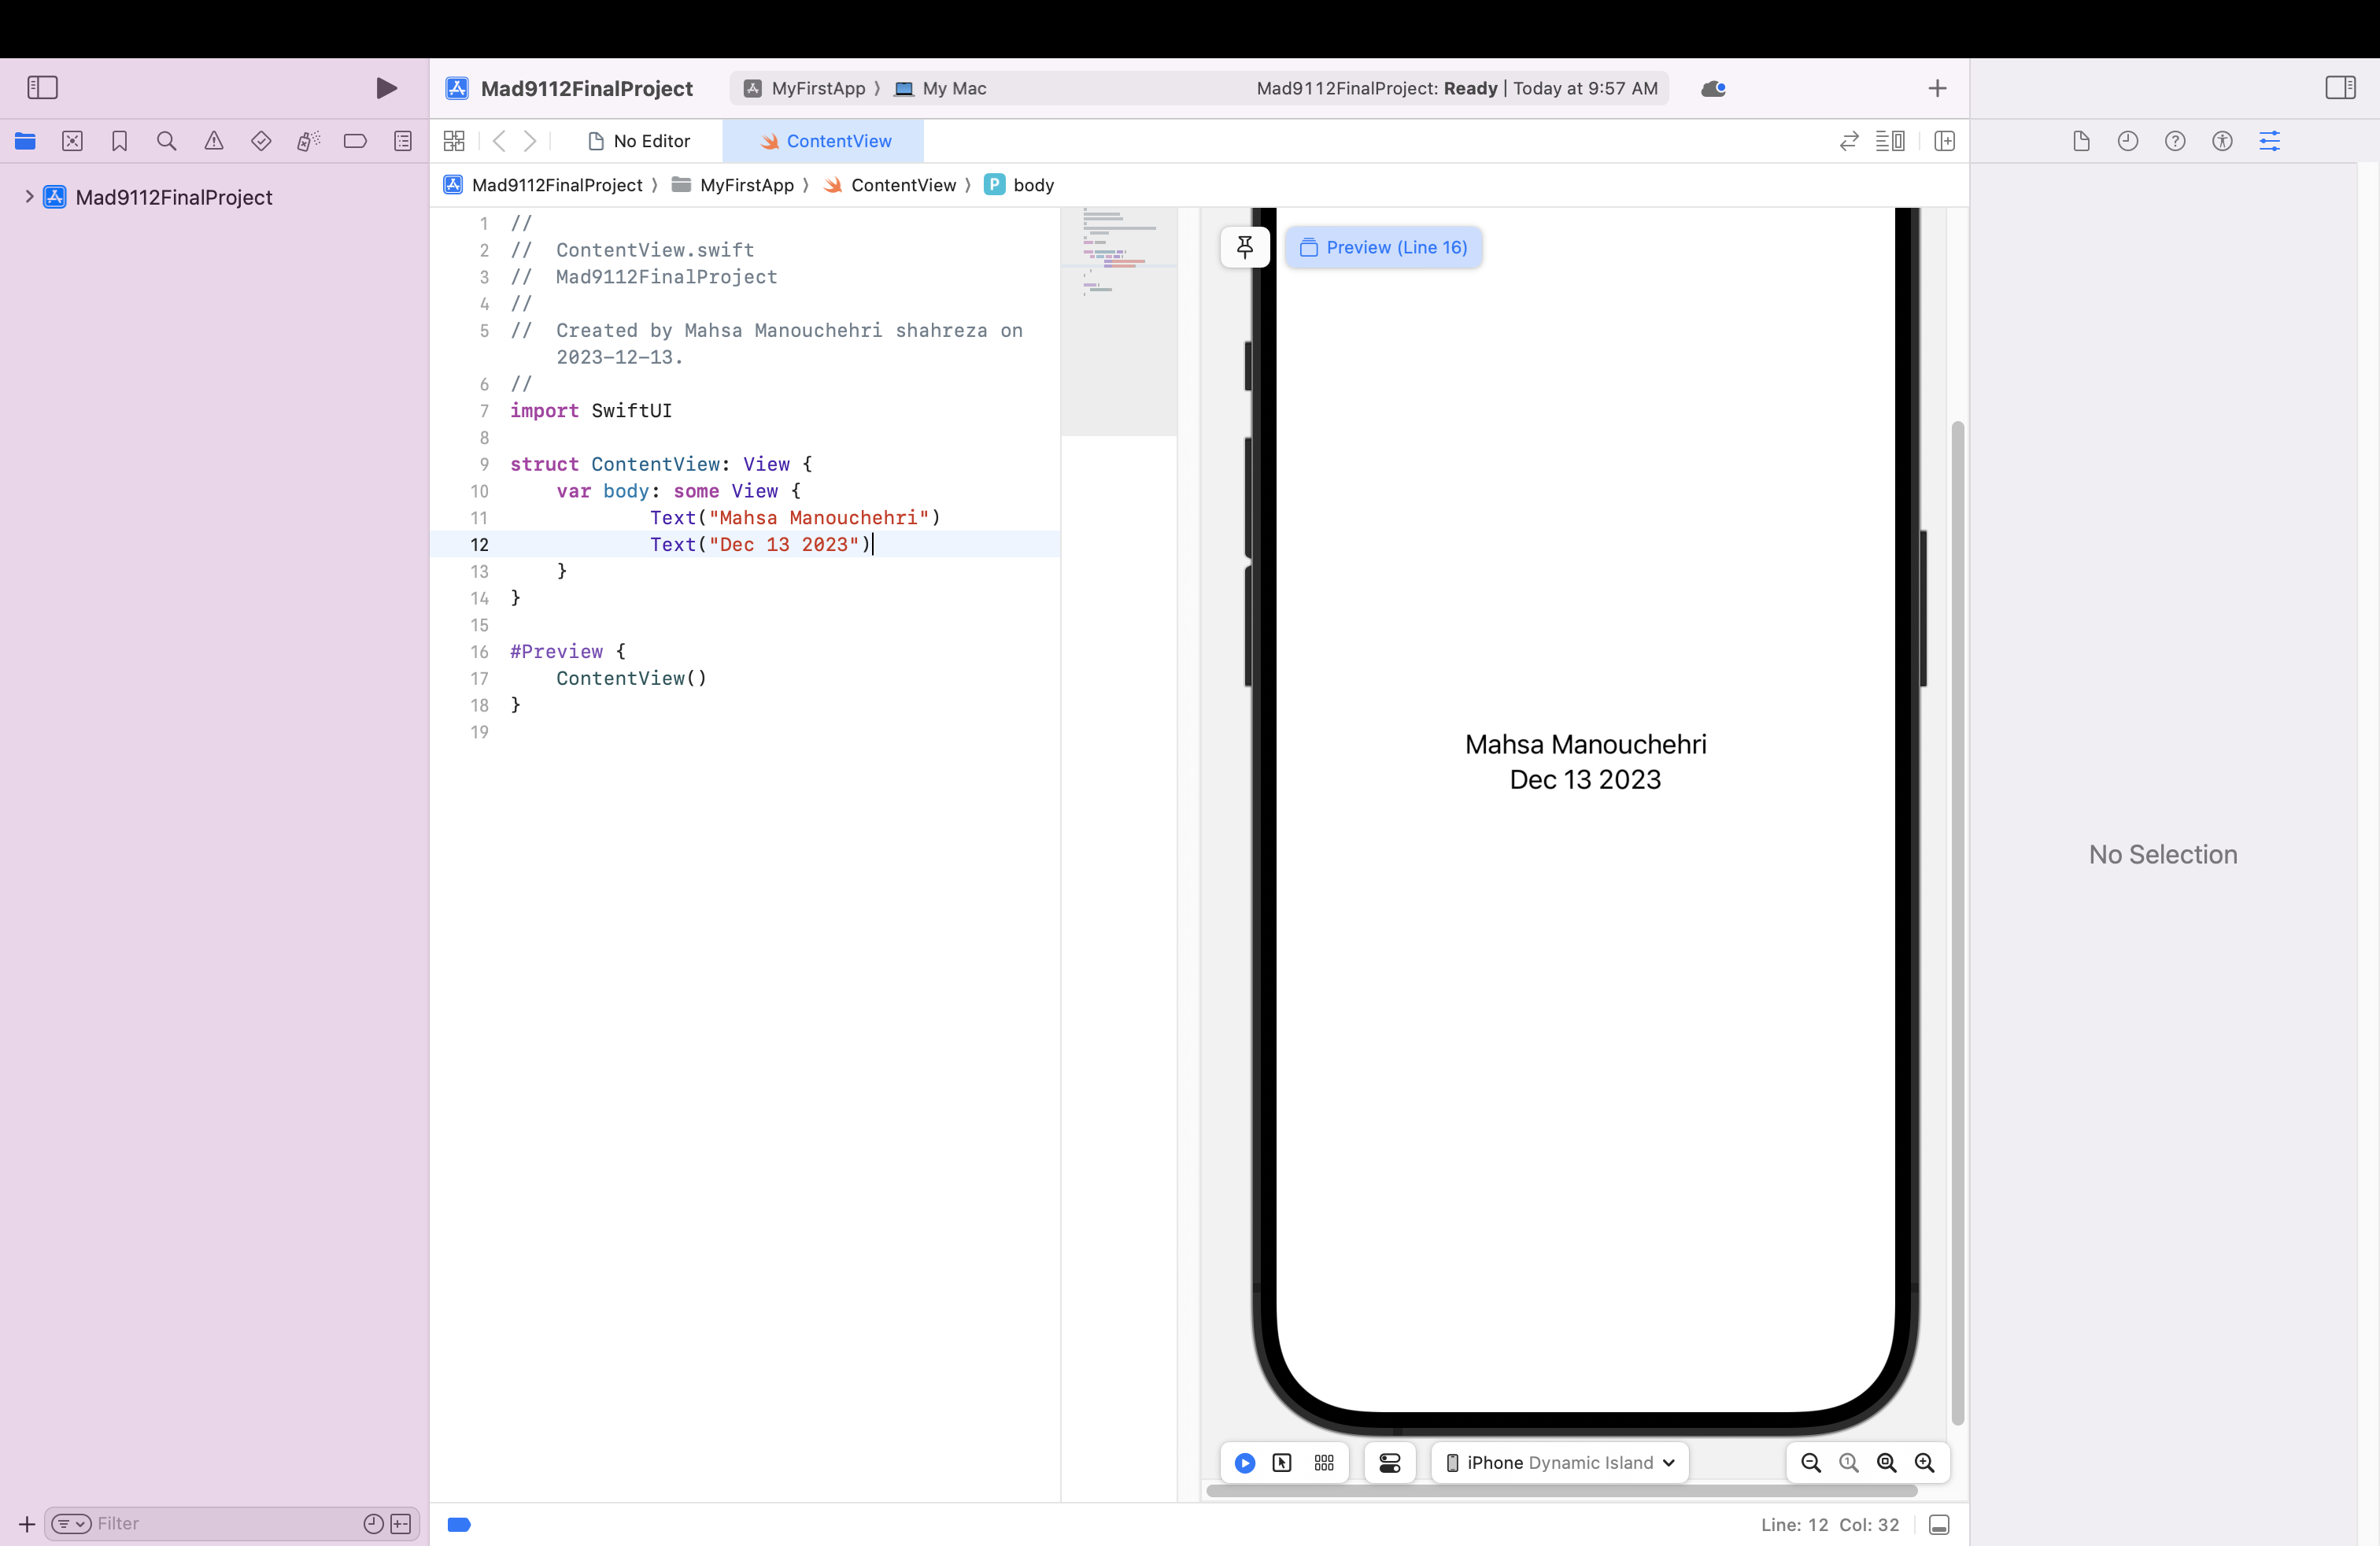 Mad9112FinalProject
MyFirstApp 〉 My Mac
Mad9112FinalProject: Ready | Today at 9:57 AM
No Editor
ContentView
Mad9112FinalProject 〉 MyFirstApp 〉 ContentView 〉 P body
Mad9112FinalProject
1 //
2 //  ContentView.swift
3 //  Mad9112FinalProject
4 //
5 //  Created by Mahsa Manouchehri shahreza on
2023-12-13.
6 //
7 import SwiftUI
8
9 struct ContentView: View {
10     var body: some View {
11             Text("Mahsa Manouchehri")
12             Text("Dec 13 2023")
13     }
14 }
15
16 #Preview {
17     ContentView()
18 }
19
Preview (Line 16)
Mahsa Manouchehri
Dec 13 2023
No Selection
iPhone Dynamic Island
Filter
Line: 12 Col: 32